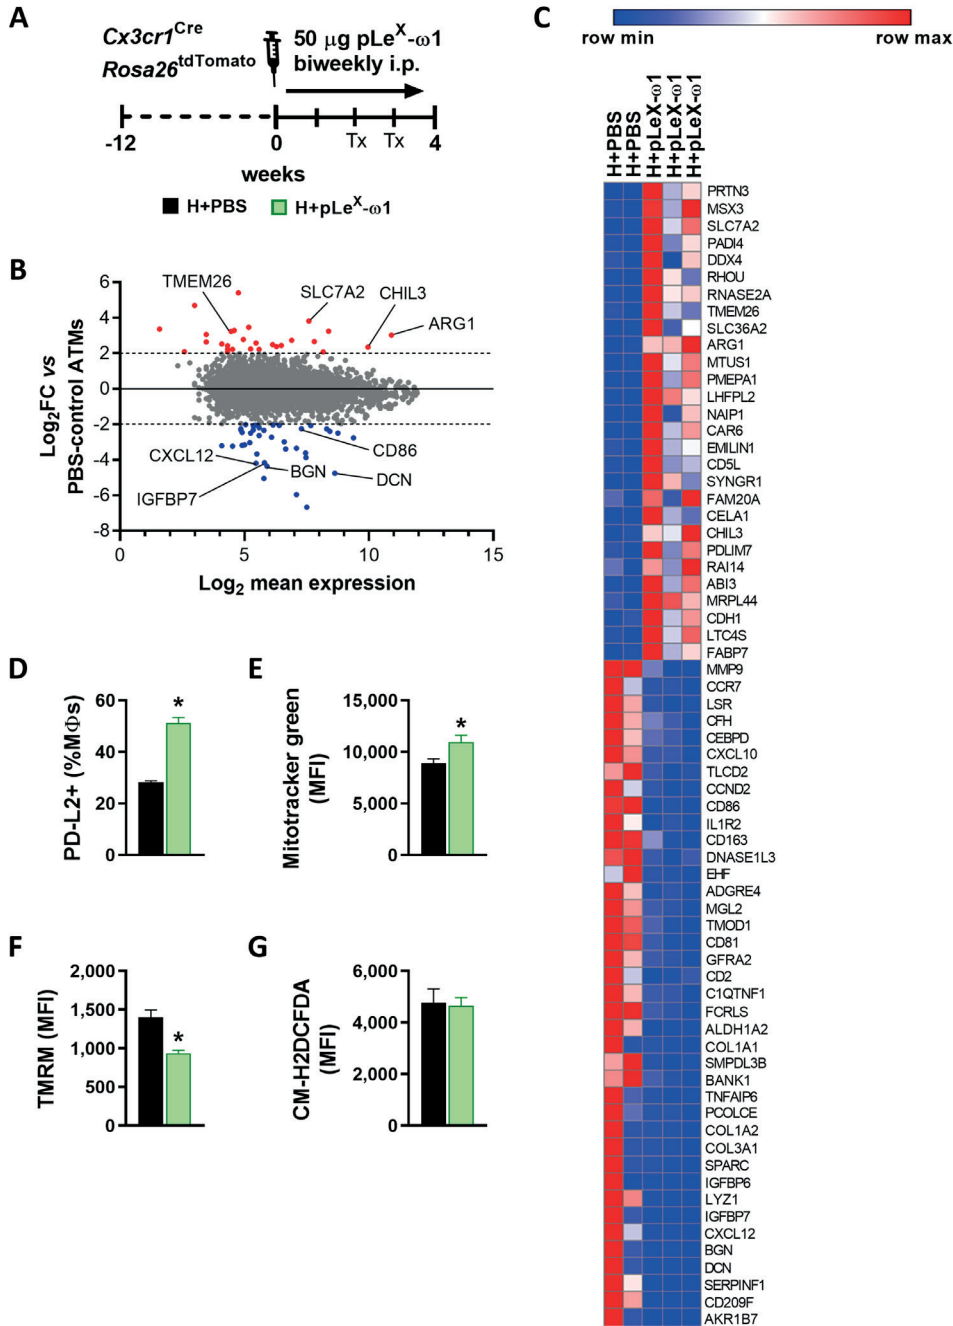 A
Cx3cr1Cre
Rosa26tdTomato
50 μg pLeX-ω1
biweekly i.p.
-12
0
Tx
Tx
4
weeks
H+PBS
H+pLeX-ω1
B
Log2FC vs
PBS-control ATMs
6
4
2
0
-2
-4
-6
-8
TMEM26
SLC7A2
CHIL3
ARG1
CXCL12
IGFBP7
BGN
CD86
DCN
0
5
10
15
Log2 mean expression
C
row min
row max
H+PBS
H+PBS
H+pLeX-ω1
H+pLeX-ω1
H+pLeX-ω1
PRTN3
MSX3
SLC7A2
PADI4
DDX4
RHOU
RNASE2A
TMEM26
SLC36A2
ARG1
MTUS1
PMEPA1
LHFPL2
NAIP1
CAR6
EMILIN1
CD5L
SYNGR1
FAM20A
CELA1
CHIL3
PDLIM7
RAI14
ABI3
MRPL44
CDH1
LTC4S
FABP7
MMP9
CCR7
LSR
CFH
CEBPD
CXCL10
TLCD2
CCND2
CD86
IL1R2
CD163
DNASE1L3
EHF
ADGRE4
MGL2
TMOD1
CD81
GFRA2
CD2
C1QTNF1
FCRLS
ALDH1A2
COL1A1
SMPDL3B
BANK1
TNFAIP6
PCOLCE
COL1A2
COL3A1
SPARC
IGFBP6
LYZ1
IGFBP7
CXCL12
BGN
DCN
SERPINF1
CD209F
AKR1B7
D
PD-L2+ (%MΦs)
60
40
20
0
*
E
Mitotracker green
(MFI)
15,000
10,000
5,000
0
*
F
TMRM (MFI)
2,000
1,500
1,000
500
0
*
G
CM-H2DCFDA
(MFI)
6,000
4,000
2,000
0